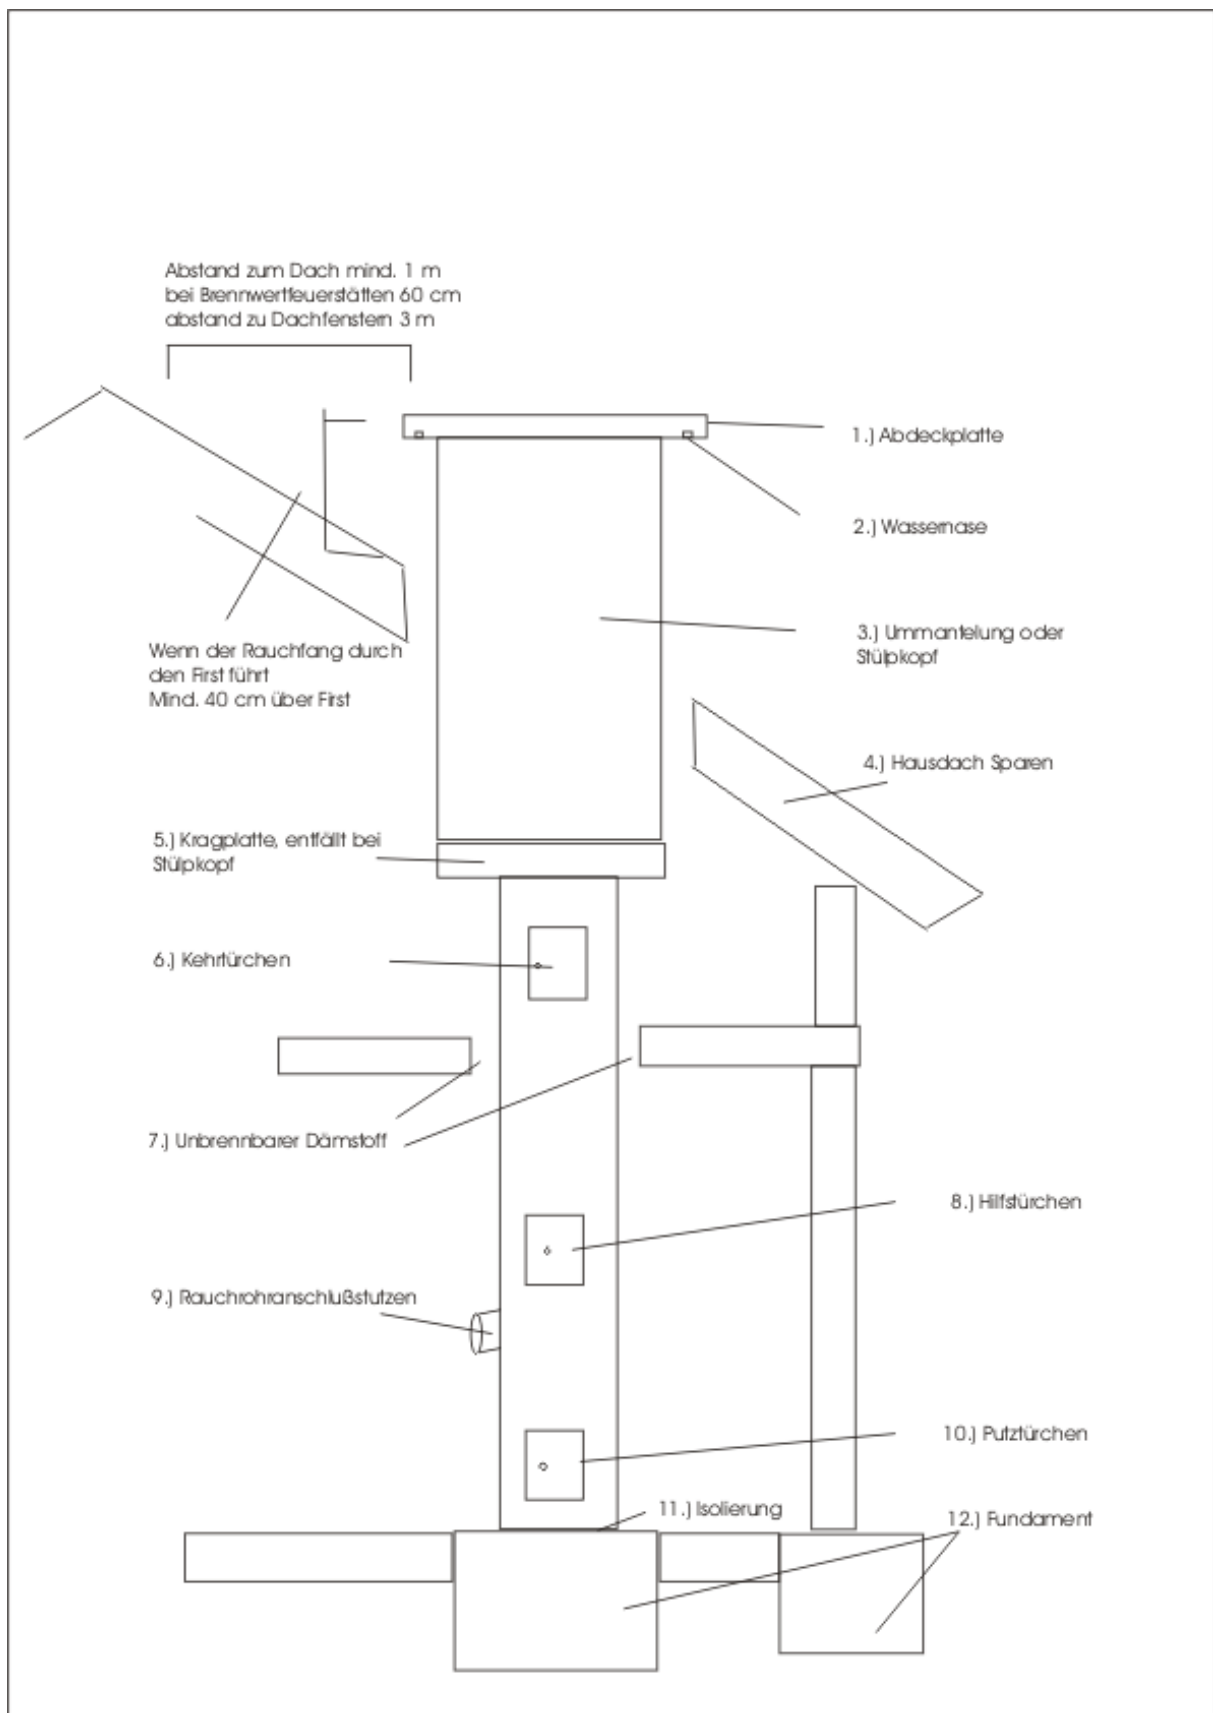 Abstand zum Dach mind. 1 m
bei Brennwertfeuerstätten 60 cm
abstand zu Dachfenstern 3 m
1.) Abdeckplatte
2.) Wassernase
Wenn der Rauchfang durch
den First führt
Mind. 40 cm über First
3.) Ummantelung oder
Stülpkopf
4.) Hausdach Sparen
5.) Kragplatte, entfällt bei
Stülpkopf
6.) Kehrtürchen
7.) Unbrennbarer Dämstoff
8.) Hilfstürchen
9.) Rauchrohranschlußstutzen
10.) Putztürchen
11.) Isolierung
12.) Fundament